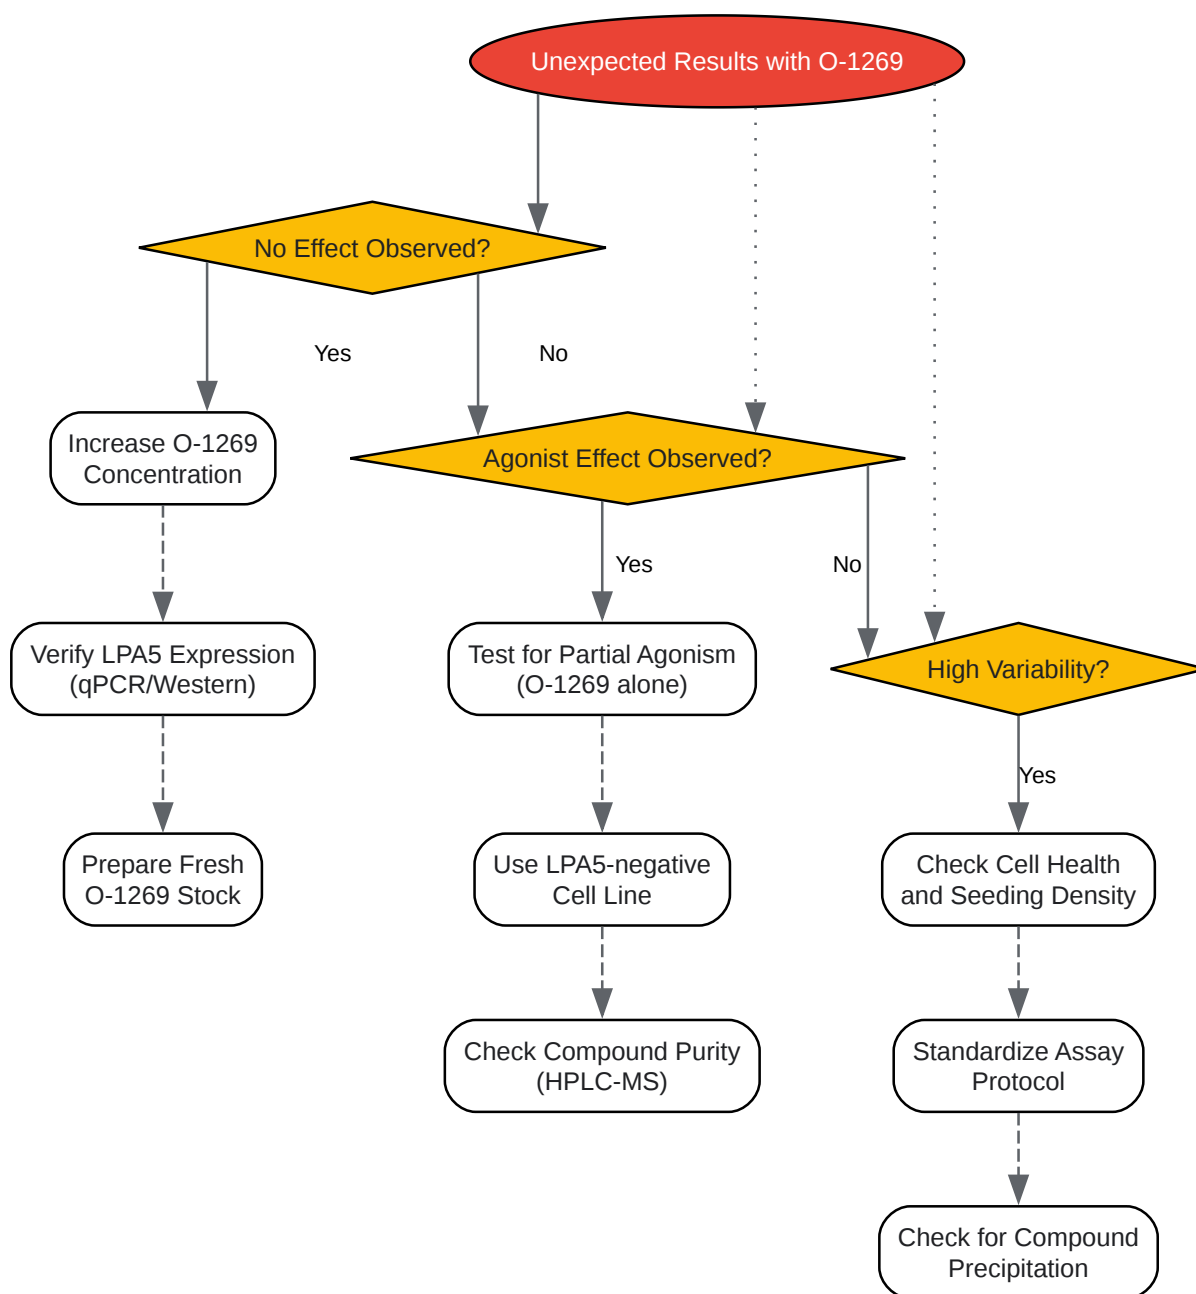 Unexpected Results with O-1269
No Effect Observed?
Yes
No
Increase O-1269
Concentration
Agonist Effect Observed?
Yes
No
Verify LPA5 Expression
(qPCR/Western)
Test for Partial Agonism
(O-1269 alone)
High Variability?
Yes
Prepare Fresh
O-1269 Stock
Use LPA5-negative
Cell Line
Check Cell Health
and Seeding Density
Check Compound Purity
(HPLC-MS)
Standardize Assay
Protocol
Check for Compound
Precipitation